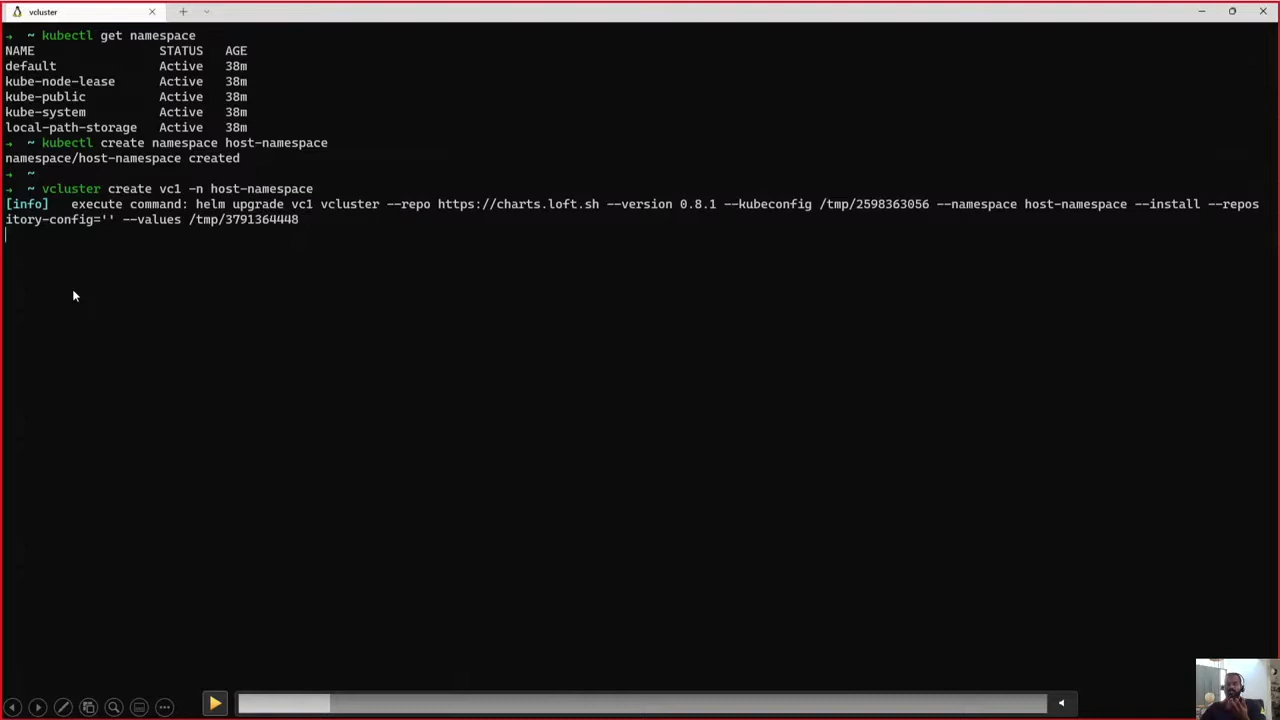 vcluster
→ ~ kubectl get namespace
NAME STATUS AGE
default Active 38m
kube-node-lease Active 38m
kube-public Active 38m
kube-system Active 38m
local-path-storage Active 38m
→ ~ kubectl create namespace host-namespace
namespace/host-namespace created
→ ~
→ ~ vcluster create vc1 -n host-namespace
[info] execute command: helm upgrade vc1 vcluster --repo https://charts.loft.sh --version 0.8.1 --kubeconfig /tmp/2598363056 --namespace host-namespace --install --repos
itory-config='' --values /tmp/3791364448